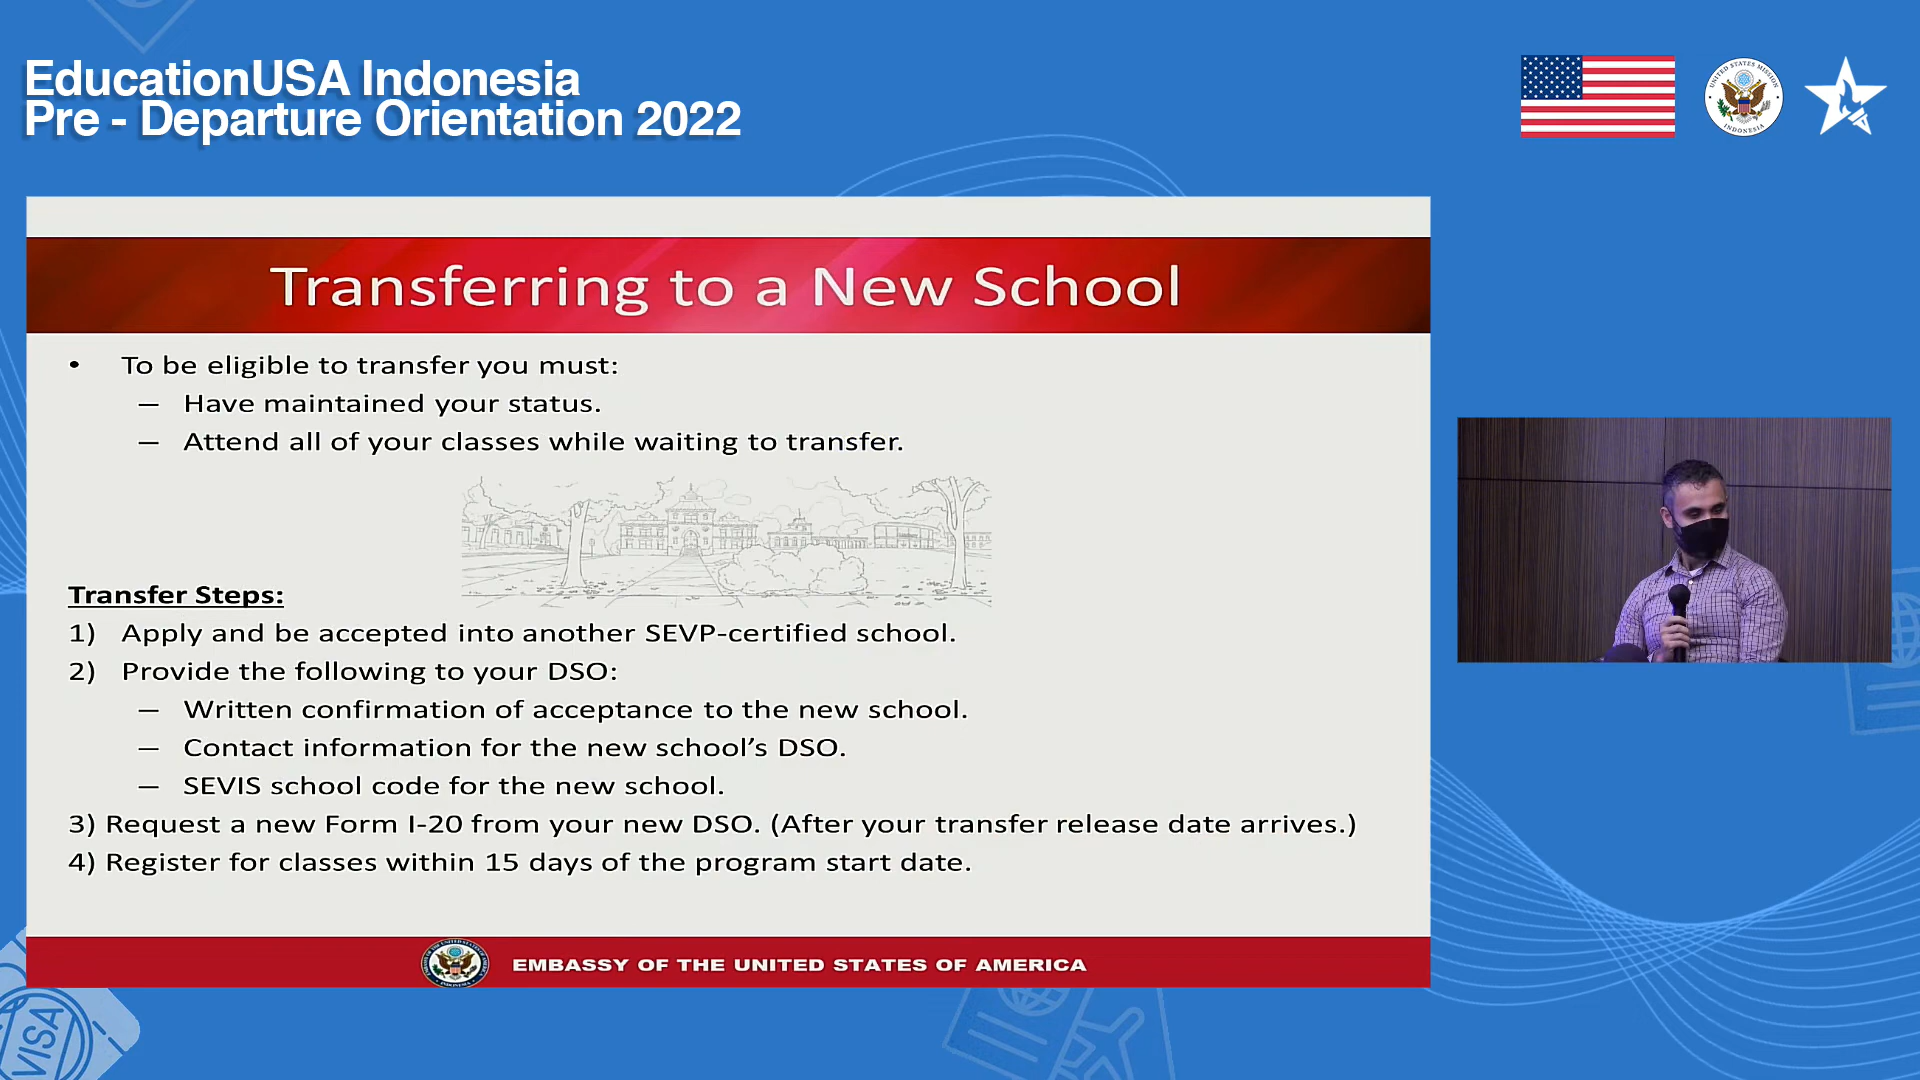 EducationUSA Indonesia
Pre - Departure Orientation 2022
UNITED STATES MISSION
INDONESIA
Transferring to a New School
• To be eligible to transfer you must:
– Have maintained your status.
– Attend all of your classes while waiting to transfer.
Transfer Steps:
1) Apply and be accepted into another SEVP-certified school.
2) Provide the following to your DSO:
– Written confirmation of acceptance to the new school.
– Contact information for the new school’s DSO.
– SEVIS school code for the new school.
3) Request a new Form I-20 from your new DSO. (After your transfer release date arrives.)
4) Register for classes within 15 days of the program start date.
EMBASSY OF THE UNITED STATES OF AMERICA
VISA